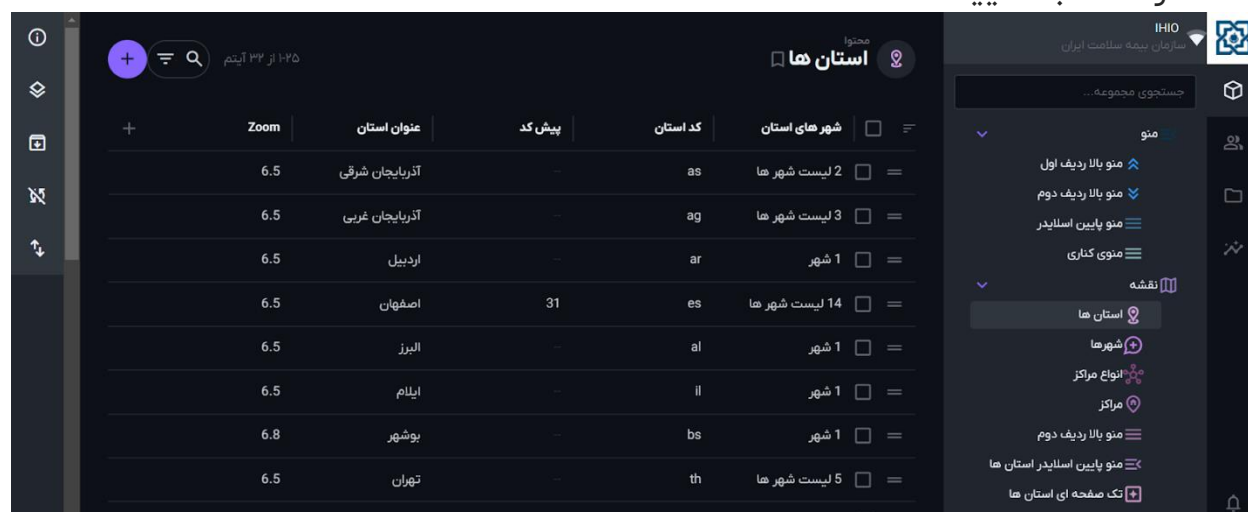 IHIO
سازمان بیمه سلامت ایران
جستجوی مجموعه...
منو
منو بالا ردیف اول
منو بالا ردیف دوم
منو پایین اسلایدر
منوی کناری
نقشه
استان ها
شهرها
انواع مراکز
مراکز
منو بالا ردیف دوم
منو پایین اسلایدر استان ها
تک صفحه ای استان ها
محتوا
استان ها
۱-۲۵ از ۳۲ آیتم
شهر های استان کد استان پیش کد عنوان استان Zoom
2 لیست شهر ها as -- آذربایجان شرقی 6.5
3 لیست شهر ها ag -- آذربایجان غربی 6.5
1 شهر ar -- اردبیل 6.5
14 لیست شهر ها es 31 اصفهان 6.5
1 شهر al -- البرز 6.5
1 شهر il -- ایلام 6.5
1 شهر bs -- بوشهر 6.8
5 لیست شهر ها th -- تهران 6.5